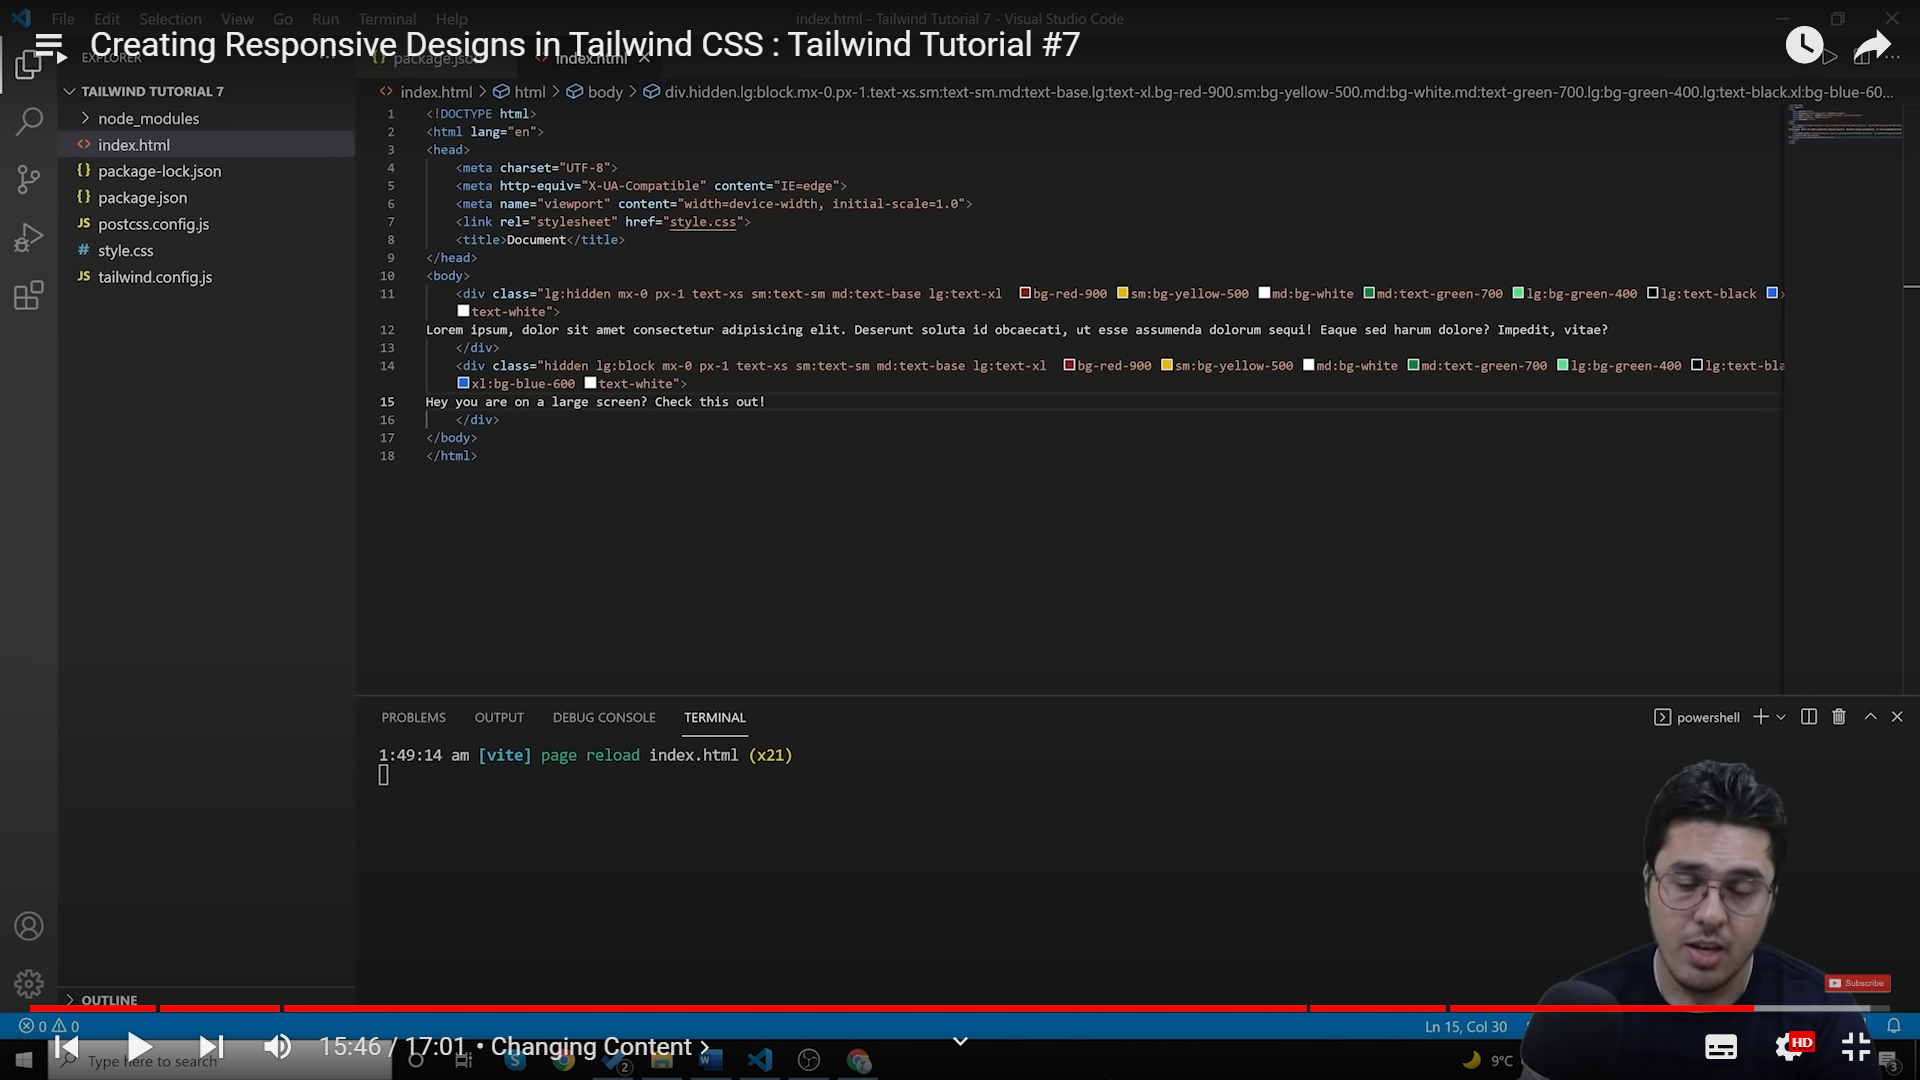 File Edit Selection View Go Run Terminal Help
index.html - Tailwind Tutorial 7 - Visual Studio Code
Creating Responsive Designs in Tailwind CSS : Tailwind Tutorial #7
EXPLORER
{} package.json
<> index.html
TAILWIND TUTORIAL 7
node_modules
<> index.html
{} package-lock.json
{} package.json
JS postcss.config.js
# style.css
JS tailwind.config.js
OUTLINE
<> index.html > html > body > div.hidden.lg:block.mx-0.px-1.text-xs.sm:text-sm.md:text-base.lg:text-xl.bg-red-900.sm:bg-yellow-500.md:bg-white.md:text-green-700.lg:bg-green-400.lg:text-black.xl:bg-blue-60...
1 <!DOCTYPE html>
2 <html lang="en">
3 <head>
4 <meta charset="UTF-8">
5 <meta http-equiv="X-UA-Compatible" content="IE=edge">
6 <meta name="viewport" content="width=device-width, initial-scale=1.0">
7 <link rel="stylesheet" href="style.css">
8 <title>Document</title>
9 </head>
10 <body>
11 <div class="lg:hidden mx-0 px-1 text-xs sm:text-sm md:text-base lg:text-xl bg-red-900 sm:bg-yellow-500 md:bg-white md:text-green-700 lg:bg-green-400 lg:text-black
text-white">
12 Lorem ipsum, dolor sit amet consectetur adipisicing elit. Deserunt soluta id obcaecati, ut esse assumenda dolorum sequi! Eaque sed harum dolore? Impedit, vitae?
13 </div>
14 <div class="hidden lg:block mx-0 px-1 text-xs sm:text-sm md:text-base lg:text-xl bg-red-900 sm:bg-yellow-500 md:bg-white md:text-green-700 lg:bg-green-400 lg:text-bla
xl:bg-blue-600 text-white">
15 Hey you are on a large screen? Check this out!
16 </div>
17 </body>
18 </html>
PROBLEMS OUTPUT DEBUG CONSOLE TERMINAL
powershell
1:49:14 am [vite] page reload index.html (x21)
Subscribe
0 0
Ln 15, Col 30
15:46 / 17:01 • Changing Content
HD
Type here to search
2
9°C
3